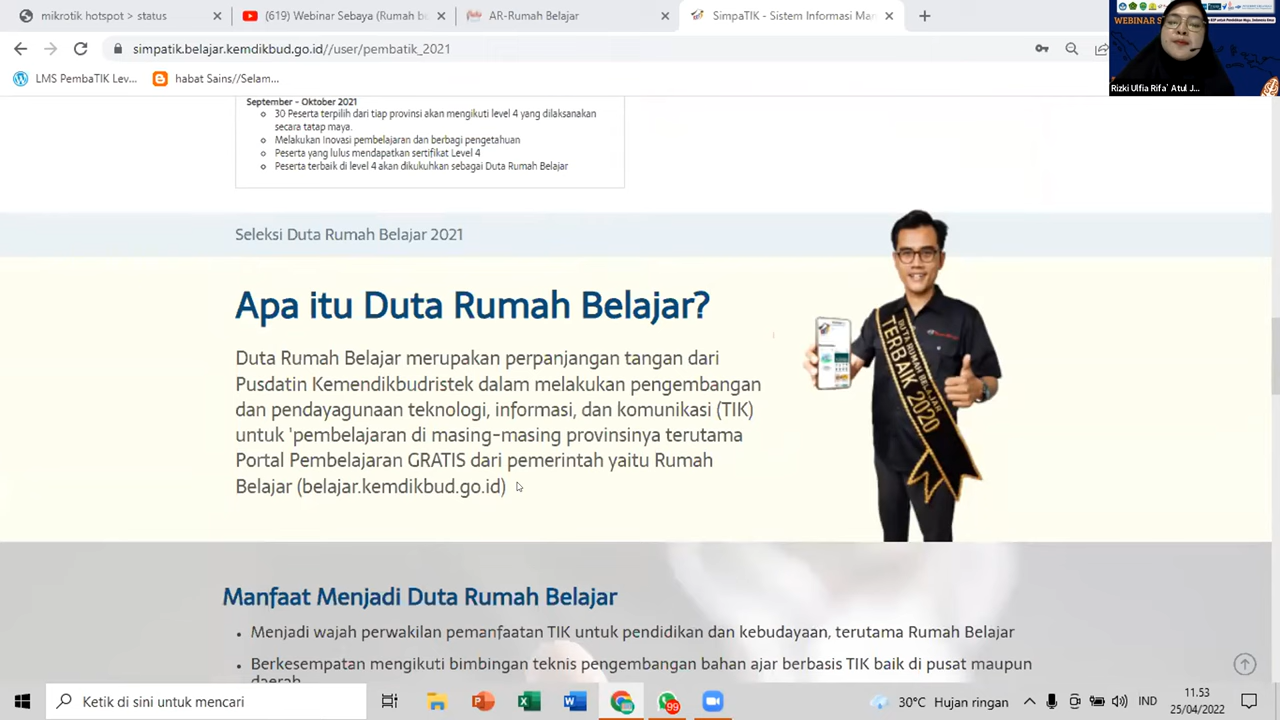 mikrotik hotspot > status
(619) Webinar Sebaya (Rumah b
AR Rumah Belajar
SimpaTIK - Sistem Informasi Man
simpatik.belajar.kemdikbud.go.id//user/pembatik_2021
LMS PembaTIK Lev...
habat Sains//Selam...
Rizki Ulfia Rifa' Atul J...
September - Oktober 2021
30 Peserta terpilih dari tiap provinsi akan mengikuti level 4 yang dilaksanakan
secara tatap maya.
Melakukan Inovasi pembelajaran dan berbagi pengetahuan
Peserta yang lulus mendapatkan sertifikat Level 4
Peserta terbaik di level 4 akan dikukuhkan sebagai Duta Rumah Belajar
Seleksi Duta Rumah Belajar 2021
Apa itu Duta Rumah Belajar?
Duta Rumah Belajar merupakan perpanjangan tangan dari
Pusdatin Kemendikbudristek dalam melakukan pengembangan
dan pendayagunaan teknologi, informasi, dan komunikasi (TIK)
untuk 'pembelajaran di masing-masing provinsinya terutama
Portal Pembelajaran GRATIS dari pemerintah yaitu Rumah
Belajar (belajar.kemdikbud.go.id)
DUTA RUMAH BELAJAR
TERBAIK 2020
Manfaat Menjadi Duta Rumah Belajar
• Menjadi wajah perwakilan pemanfaatan TIK untuk pendidikan dan kebudayaan, terutama Rumah Belajar
• Berkesempatan mengikuti bimbingan teknis pengembangan bahan ajar berbasis TIK baik di pusat maupun
daerah
Ketik di sini untuk mencari
99
30°C Hujan ringan
IND
11.53
25/04/2022